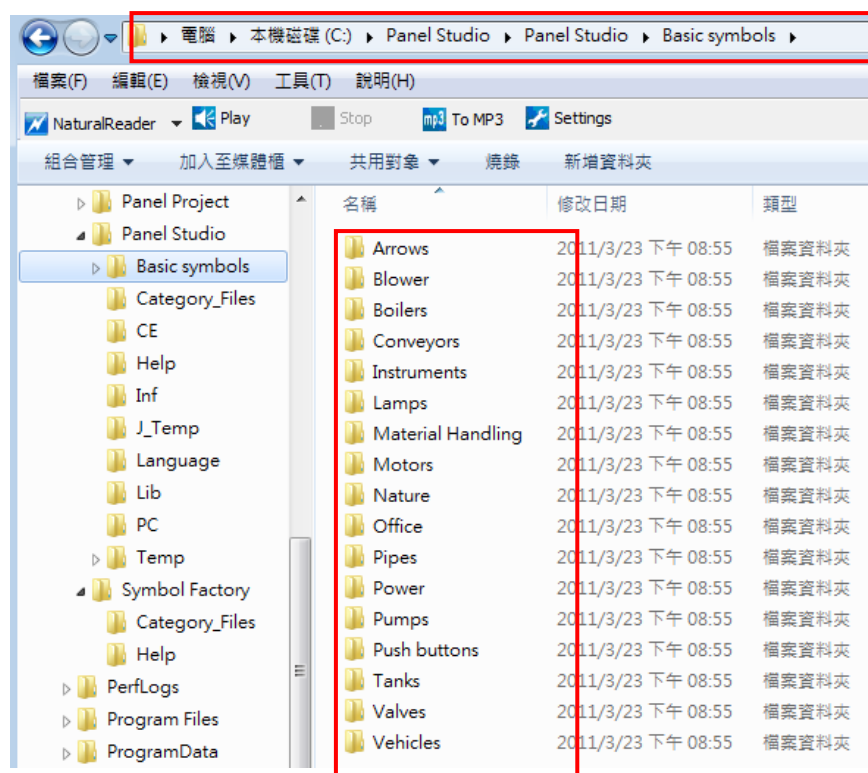 電腦 ▸ 本機磁碟 (C:) ▸ Panel Studio ▸ Panel Studio ▸ Basic symbols ▸
檔案(F) 編輯(E) 檢視(V) 工具(T) 說明(H)
NaturalReader Play Stop mp3 To MP3 Settings
組合管理 加入至媒體櫃 共用對象 燒錄 新增資料夾
Panel Project
Panel Studio
Basic symbols
Category_Files
CE
Help
Inf
J_Temp
Language
Lib
PC
Temp
Symbol Factory
Category_Files
Help
PerfLogs
Program Files
ProgramData
名稱 修改日期 類型
Arrows 2011/3/23 下午 08:55 檔案資料夾
Blower 2011/3/23 下午 08:55 檔案資料夾
Boilers 2011/3/23 下午 08:55 檔案資料夾
Conveyors 2011/3/23 下午 08:55 檔案資料夾
Instruments 2011/3/23 下午 08:55 檔案資料夾
Lamps 2011/3/23 下午 08:55 檔案資料夾
Material Handling 2011/3/23 下午 08:55 檔案資料夾
Motors 2011/3/23 下午 08:55 檔案資料夾
Nature 2011/3/23 下午 08:55 檔案資料夾
Office 2011/3/23 下午 08:55 檔案資料夾
Pipes 2011/3/23 下午 08:55 檔案資料夾
Power 2011/3/23 下午 08:55 檔案資料夾
Pumps 2011/3/23 下午 08:55 檔案資料夾
Push buttons 2011/3/23 下午 08:55 檔案資料夾
Tanks 2011/3/23 下午 08:55 檔案資料夾
Valves 2011/3/23 下午 08:55 檔案資料夾
Vehicles 2011/3/23 下午 08:55 檔案資料夾